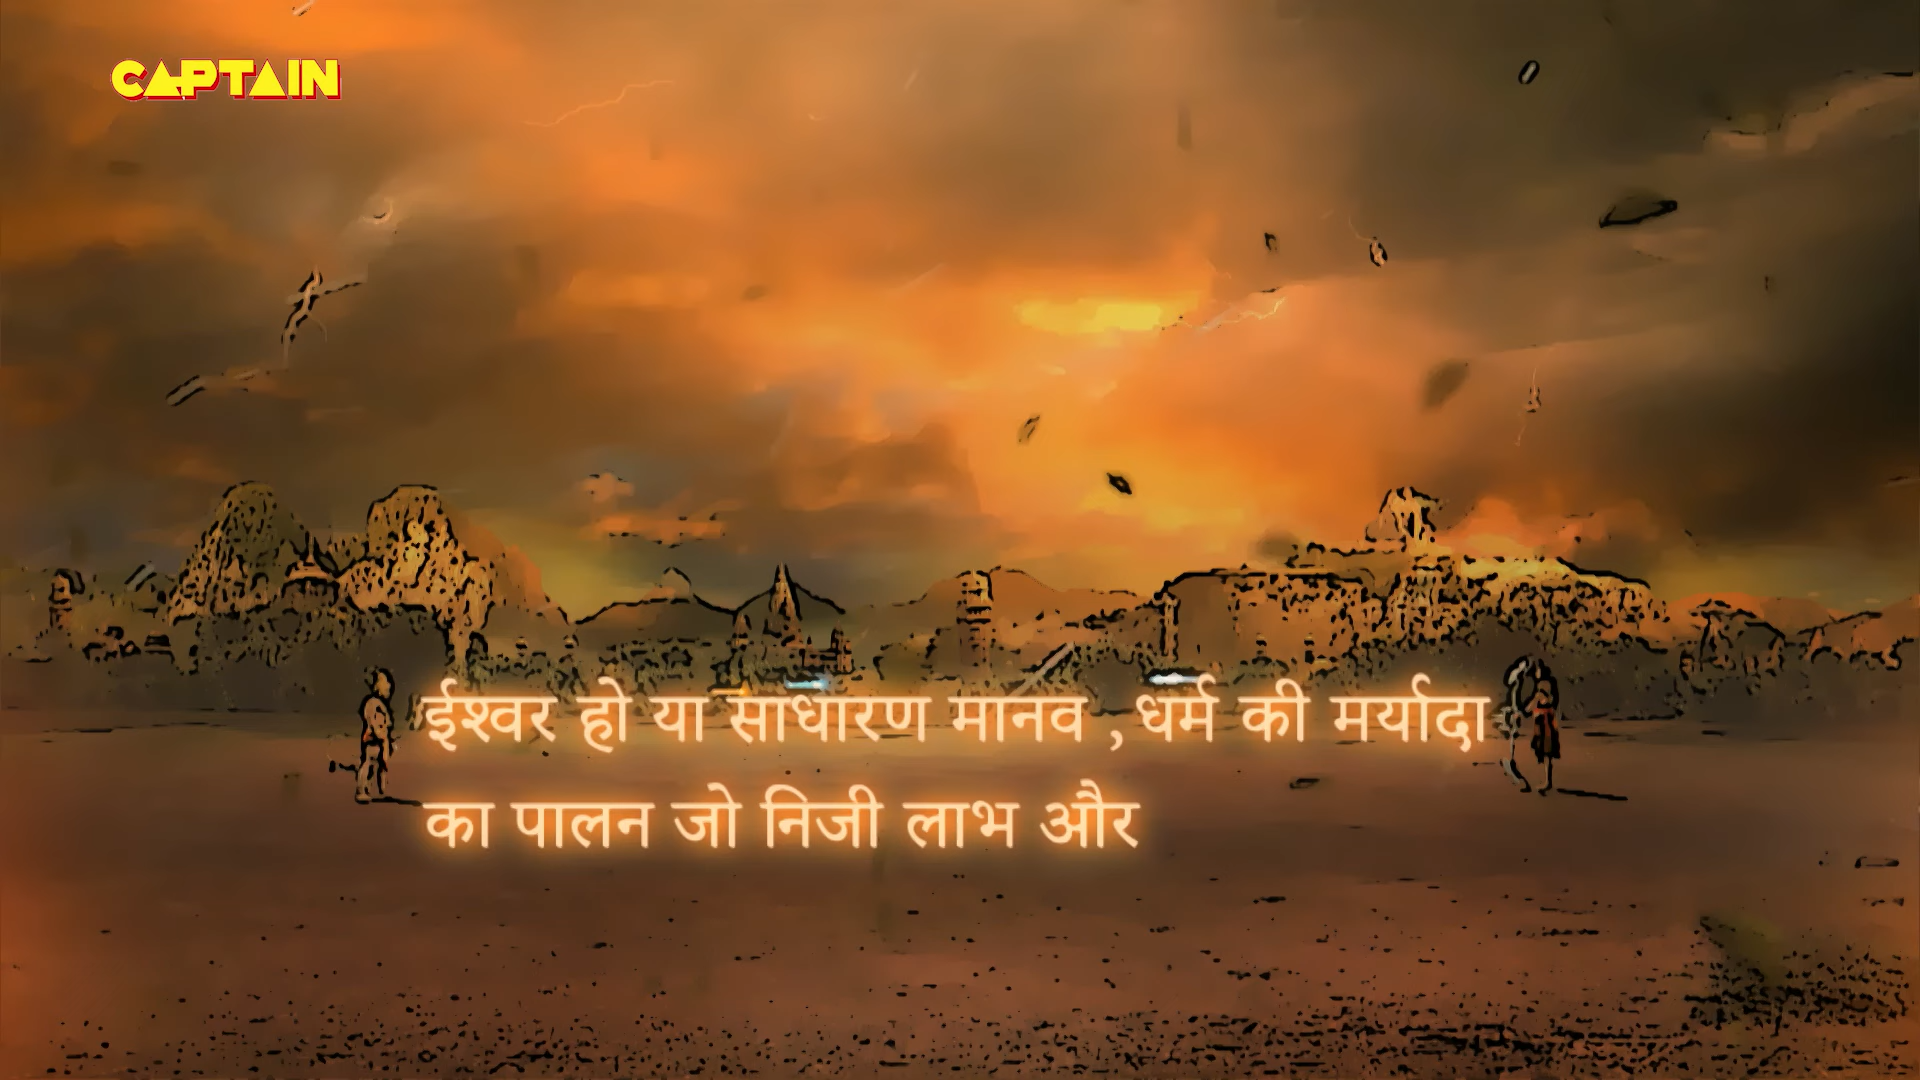 CAPTAIN
ईश्वर हो या साधारण मानव ,धर्म की मर्यादा
का पालन जो निजी लाभ और